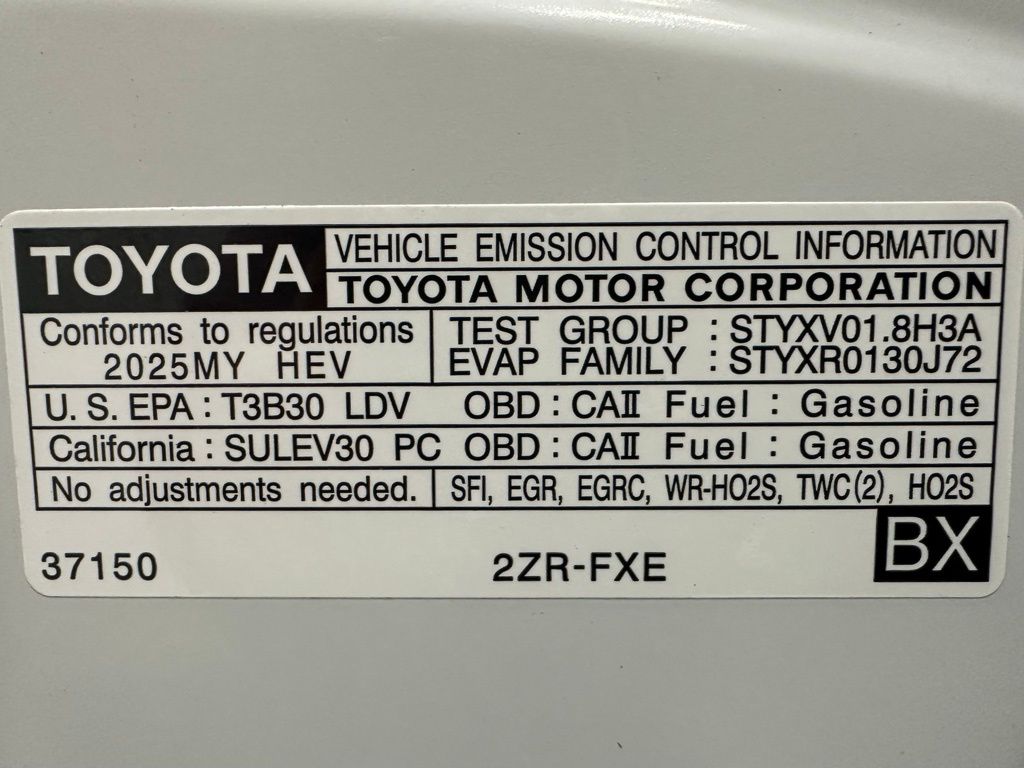 TOYOTA
VEHICLE EMISSION CONTROL INFORMATION
TOYOTA MOTOR CORPORATION
Conforms to regulations
2025MY HEV
TEST GROUP : STYXV01.8H3A
EVAP FAMILY : STYXR0130J72
U. S. EPA : T3B30 LDV OBD : CAⅡ Fuel : Gasoline
California : SULEV30 PC OBD : CAⅡ Fuel : Gasoline
No adjustments needed. SFI, EGR, EGRC, WR-HO2S, TWC(2), HO2S
37150 2ZR-FXE BX